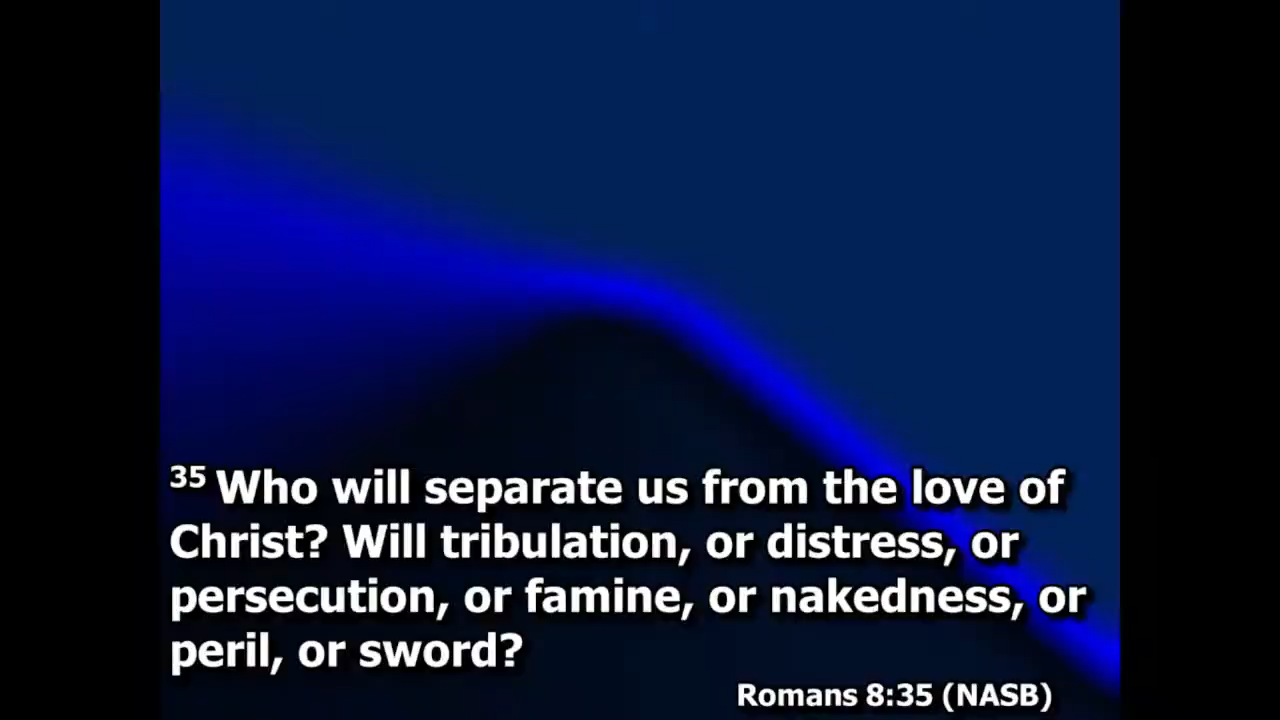 35 Who will separate us from the love of
Christ? Will tribulation, or distress, or
persecution, or famine, or nakedness, or
peril, or sword?
Romans 8:35 (NASB)